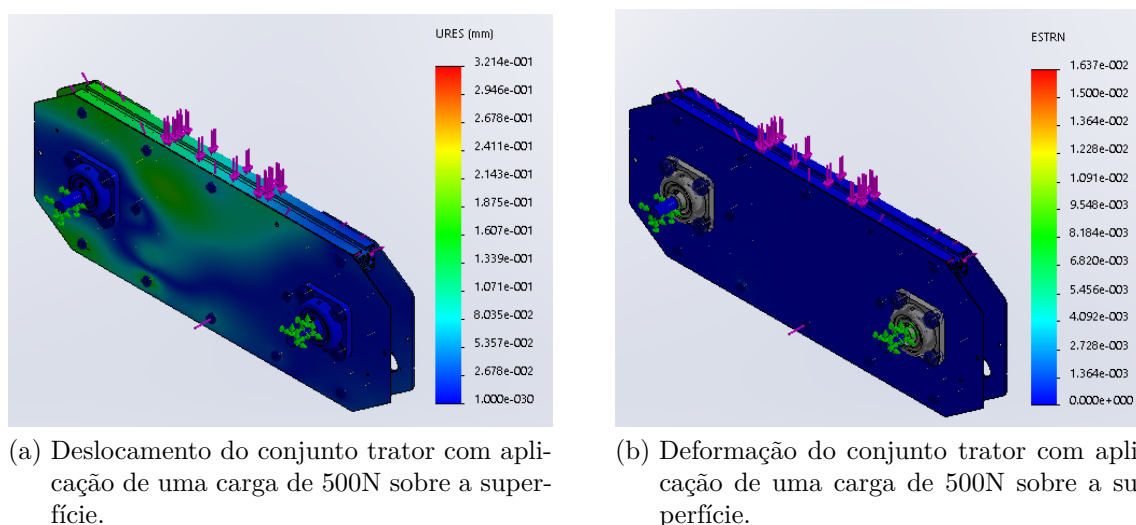 URES (mm)
3.214e-001
2.946e-001
2.678e-001
2.411e-001
2.143e-001
1.875e-001
1.607e-001
1.339e-001
1.071e-001
8.035e-002
5.357e-002
2.678e-002
1.000e-030
(a) Deslocamento do conjunto trator com apli-
cação de uma carga de 500N sobre a super-
fície.
ESTRN
1.637e-002
1.500e-002
1.364e-002
1.228e-002
1.091e-002
9.548e-003
8.184e-003
6.820e-003
5.456e-003
4.092e-003
2.728e-003
1.364e-003
0.000e+000
(b) Deformação do conjunto trator com apli
cação de uma carga de 500N sobre a su
perfície.